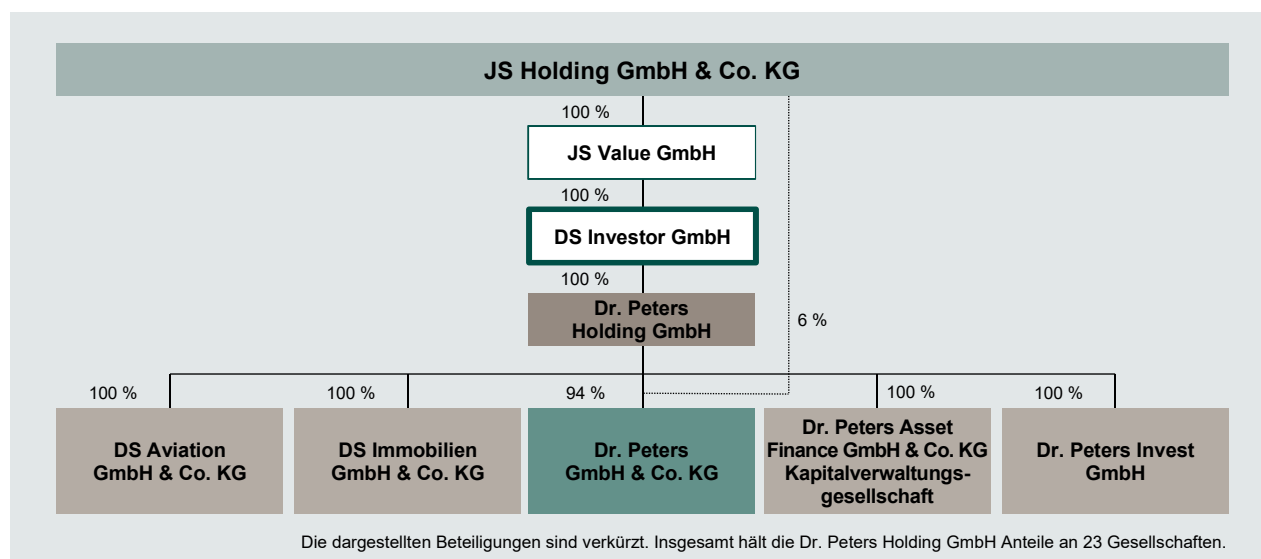 JS Holding GmbH & Co. KG
100 %
JS Value GmbH
100 %
DS Investor GmbH
100 %
Dr. Peters
Holding GmbH
6 %
100 %
100 %
94 %
100 %
100 %
DS Aviation
GmbH & Co. KG
DS Immobilien
GmbH & Co. KG
Dr. Peters
GmbH & Co. KG
Dr. Peters Asset
Finance GmbH & Co. KG
Kapitalverwaltungs-
gesellschaft
Dr. Peters Invest
GmbH
Die dargestellten Beteiligungen sind verkürzt. Insgesamt hält die Dr. Peters Holding GmbH Anteile an 23 Gesellschaften.